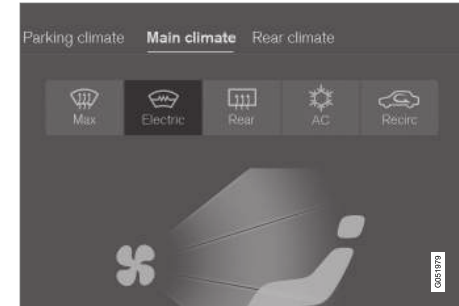 Parking climate Main climate Rear climate
Max Electric Rear AC Recirc
G051979